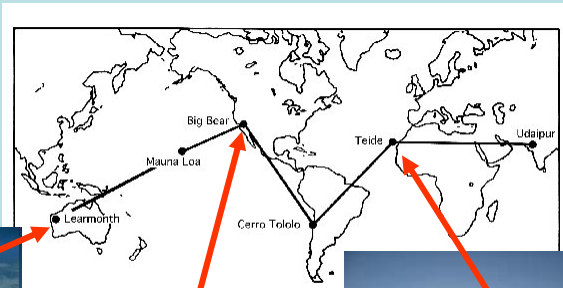 Big Bear
Teide
Udaipur
Mauna Loa
Learmonth
Cerro Tololo